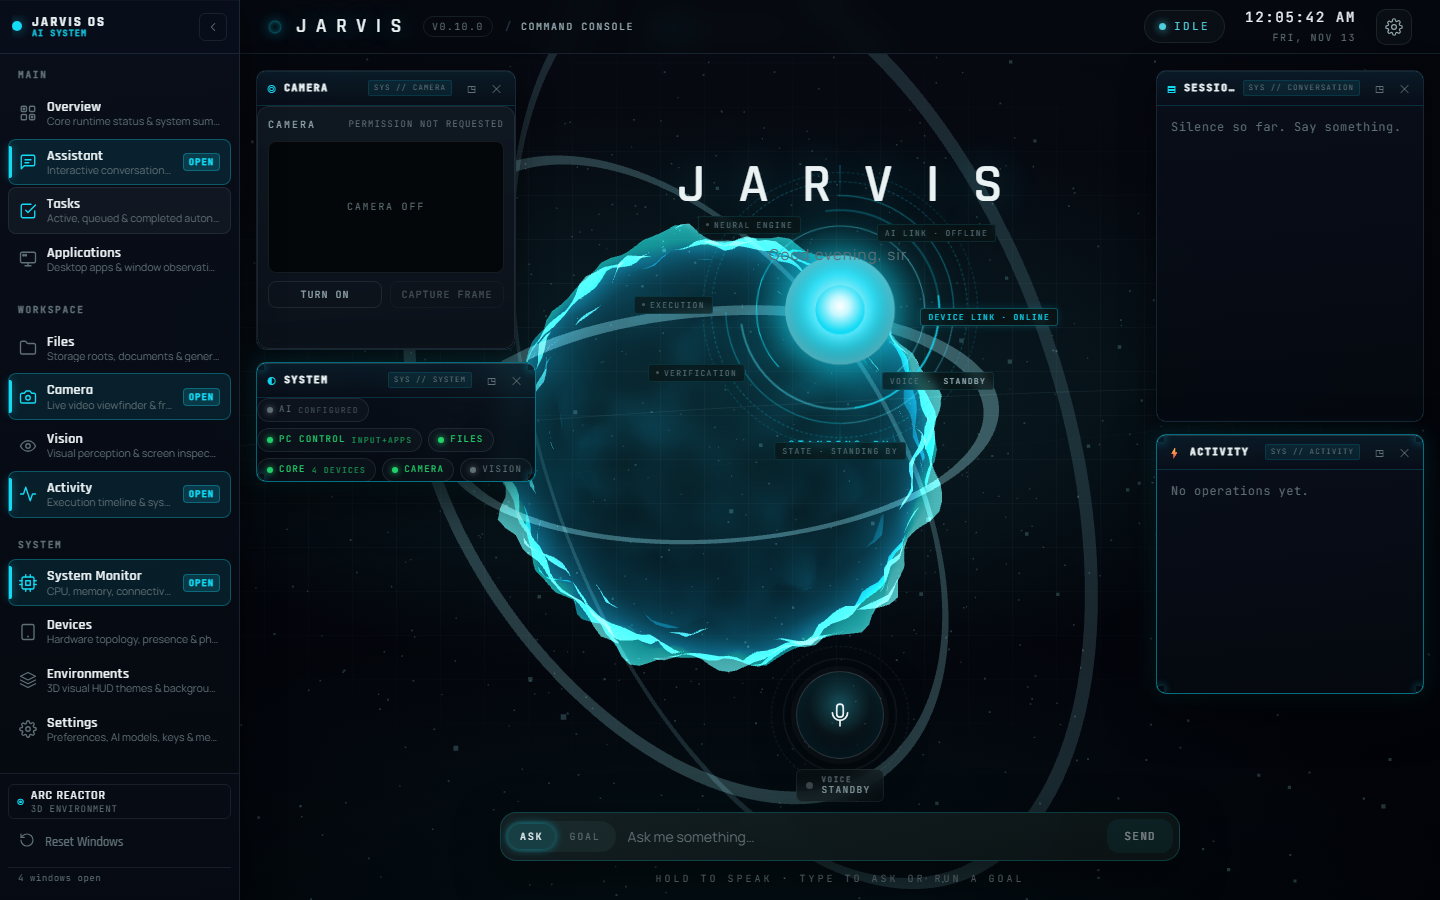 JARVIS OS
AI SYSTEM
MAIN
Overview
Core runtime status & system sum...
Assistant
Interactive conversation...
OPEN
Tasks
Active, queued & completed auton...
Applications
Desktop apps & window observati...
WORKSPACE
Files
Storage roots, documents & gener...
Camera
Live video viewfinder & fr...
OPEN
Vision
Visual perception & screen inspec...
Activity
Execution timeline & sys...
OPEN
SYSTEM
System Monitor
CPU, memory, connectiv...
OPEN
Devices
Hardware topology, presence & ph...
Environments
3D visual HUD themes & backgrou...
Settings
Preferences, AI models, keys & me...
ARC REACTOR
3D ENVIRONMENT
Reset Windows
4 windows open
JARVIS
V0.10.0
/ COMMAND CONSOLE
IDLE
12:05:42 AM
FRI, NOV 13
CAMERA
SYS // CAMERA
CAMERA
PERMISSION NOT REQUESTED
CAMERA OFF
TURN ON
CAPTURE FRAME
SYSTEM
SYS // SYSTEM
AI CONFIGURED
PC CONTROL INPUT+APPS
FILES
CORE 4 DEVICES
CAMERA
VISION
JARVIS
NEURAL ENGINE
AI LINK - OFFLINE
Good evening, sir
EXECUTION
DEVICE LINK - ONLINE
VERIFICATION
VOICE - STANDBY
STATE - STANDING BY
VOICE
STANDBY
ASK
GOAL
Ask me something...
SEND
HOLD TO SPEAK · TYPE TO ASK OR RUN A GOAL
SESSIO…
SYS // CONVERSATION
Silence so far. Say something.
ACTIVITY
SYS // ACTIVITY
No operations yet.